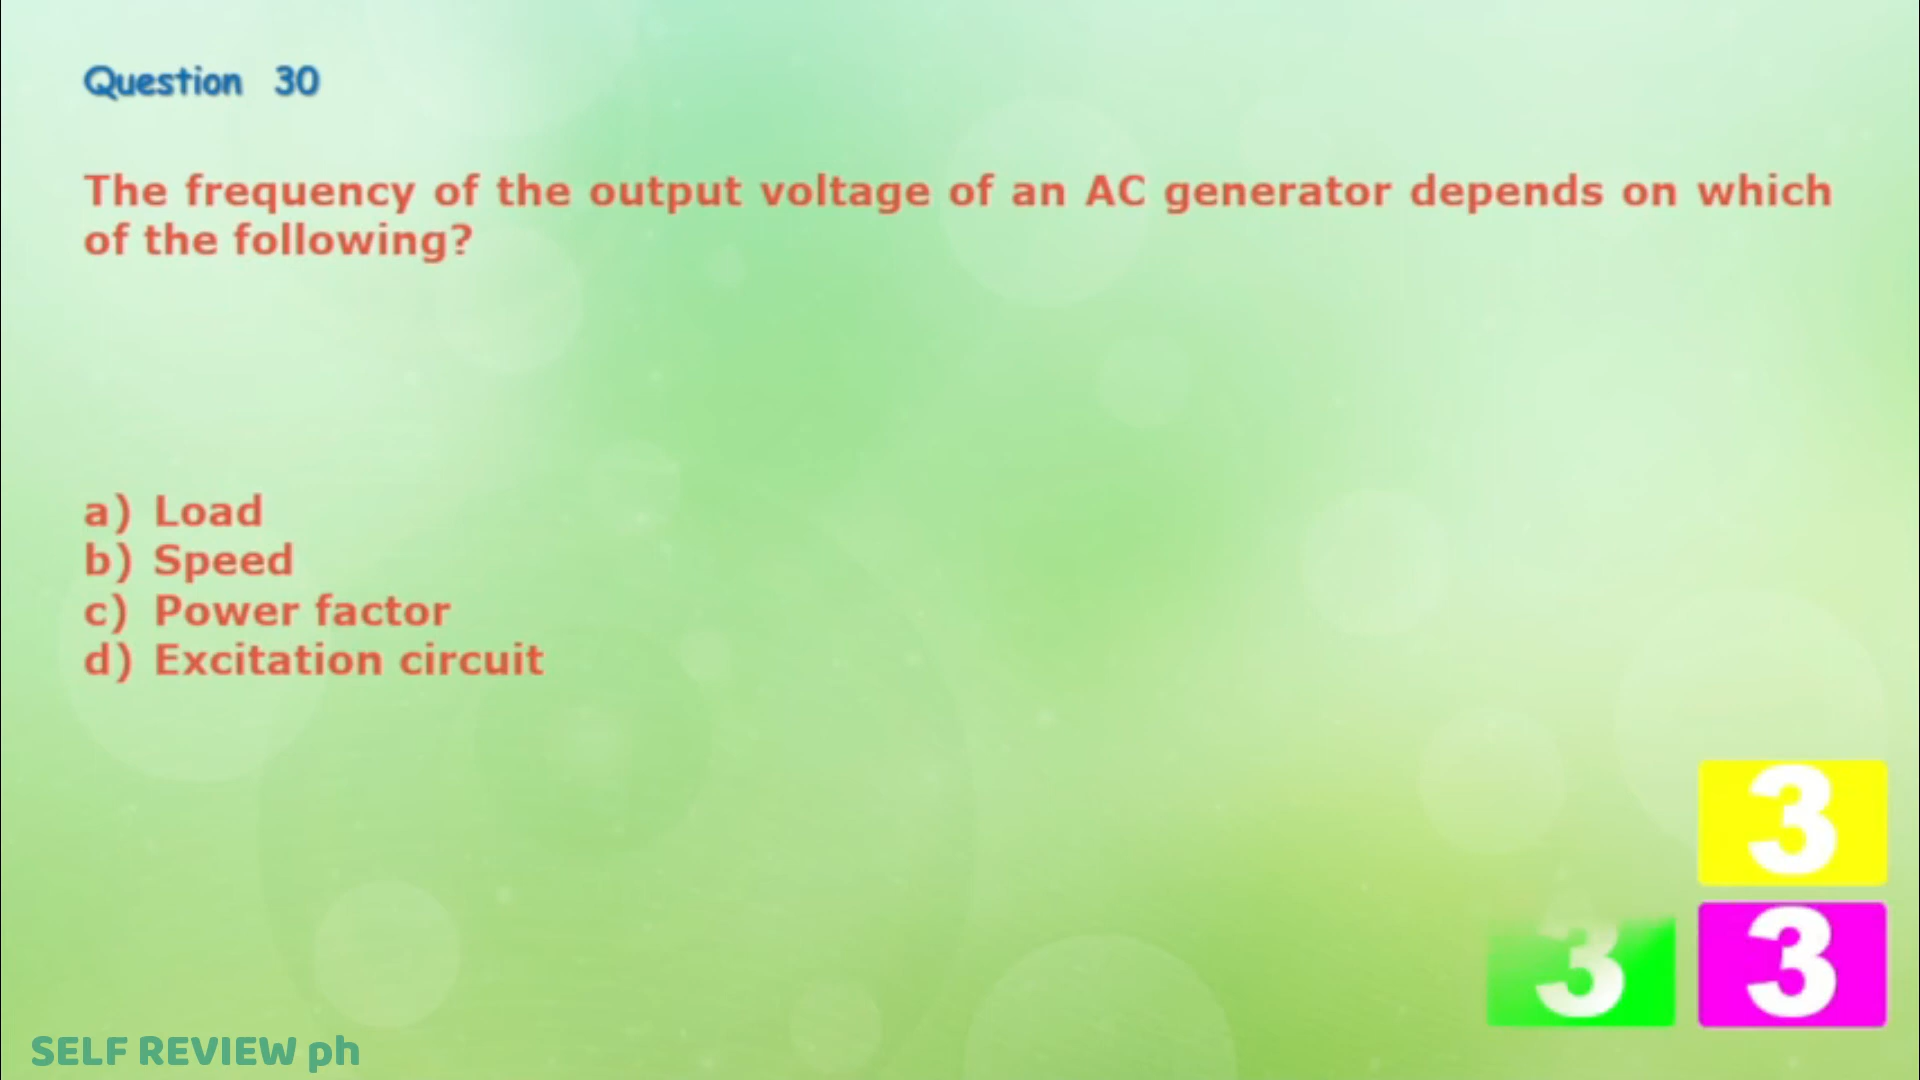 Question 30
The frequency of the output voltage of an AC generator depends on which
of the following?
a) Load
b) Speed
c) Power factor
d) Excitation circuit
3
3 3
SELF REVIEW ph